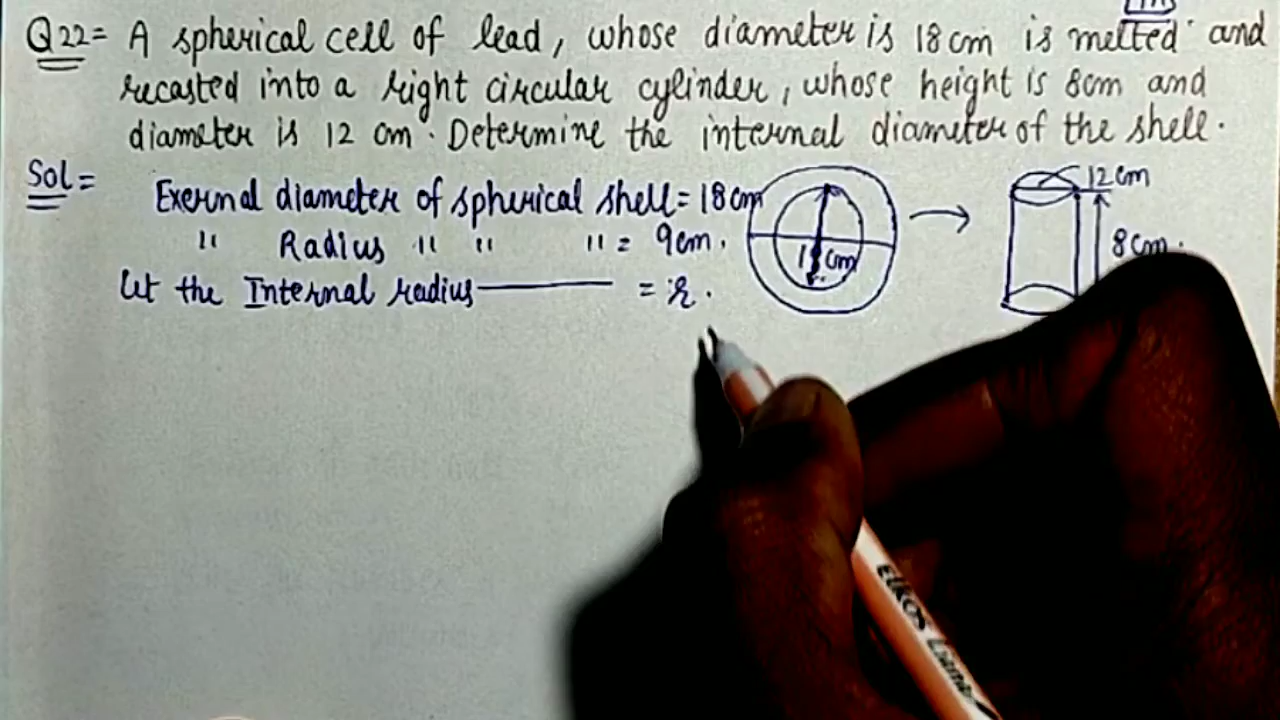 Q22= A spherical cell of lead, whose diameter is 18 cm is melted and
recasted into a right circular cylinder, whose height is 8cm and
diameter is 12 cm. Determine the internal diameter of the shell.
Sol=
Exernal diameter of spherical shell = 18 cm
" Radius " " " = 9cm.
let the Internal radius = r.
cm
12 cm
8 cm.
ELKOS